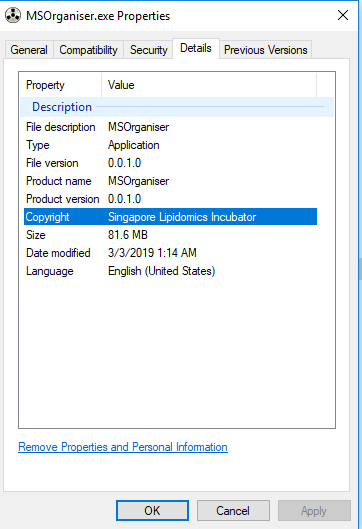 MSOrganiser.exe Properties
General Compatibility Security Details Previous Versions
Property Value
Description
File description MSOrganiser
Type Application
File version 0.0.1.0
Product name MSOrganiser
Product version 0.0.1.0
Copyright Singapore Lipidomics Incubator
Size 81.6 MB
Date modified 3/3/2019 1:14 AM
Language English (United States)
Remove Properties and Personal Information
OK Cancel Apply